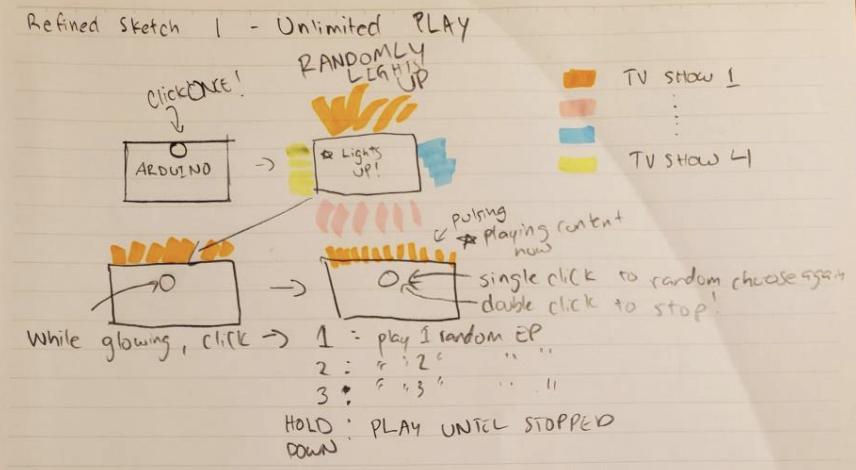 Refined Sketch 1 - Unlimited PLAY
RANDOMLY
LIGHTS
UP
Click ONCE!
ARDUINO
☆ Lights
UP!
TV SHOW 1
TV SHOW 4
pulsing
☆ playing content
now
single click to random choose again
double click to stop!
While glowing, click → 1 : play 1 random EP
2 : " " 2 " " "
3 : " " 3 " " "
HOLD : PLAY UNTIL STOPPED
DOWN